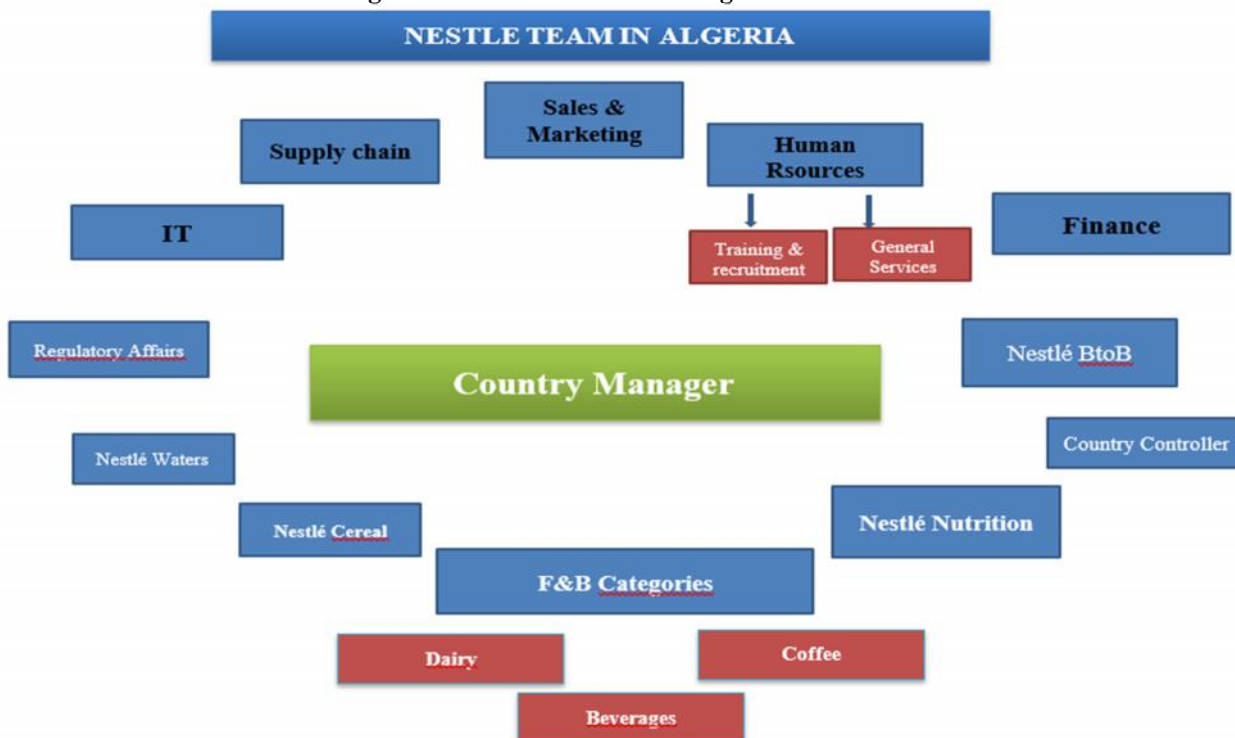 NESTLE TEAM IN ALGERIA
Sales &
Marketing
Supply chain
Human
Rsources
IT
Finance
Training &
recruitment
General
Services
Regulatory Affairs
Nestlé BtoB
Country Manager
Country Controller
Nestlé Waters
Nestlé Nutrition
Nestlé Cereal
F&B Categories
Dairy
Coffee
Beverages